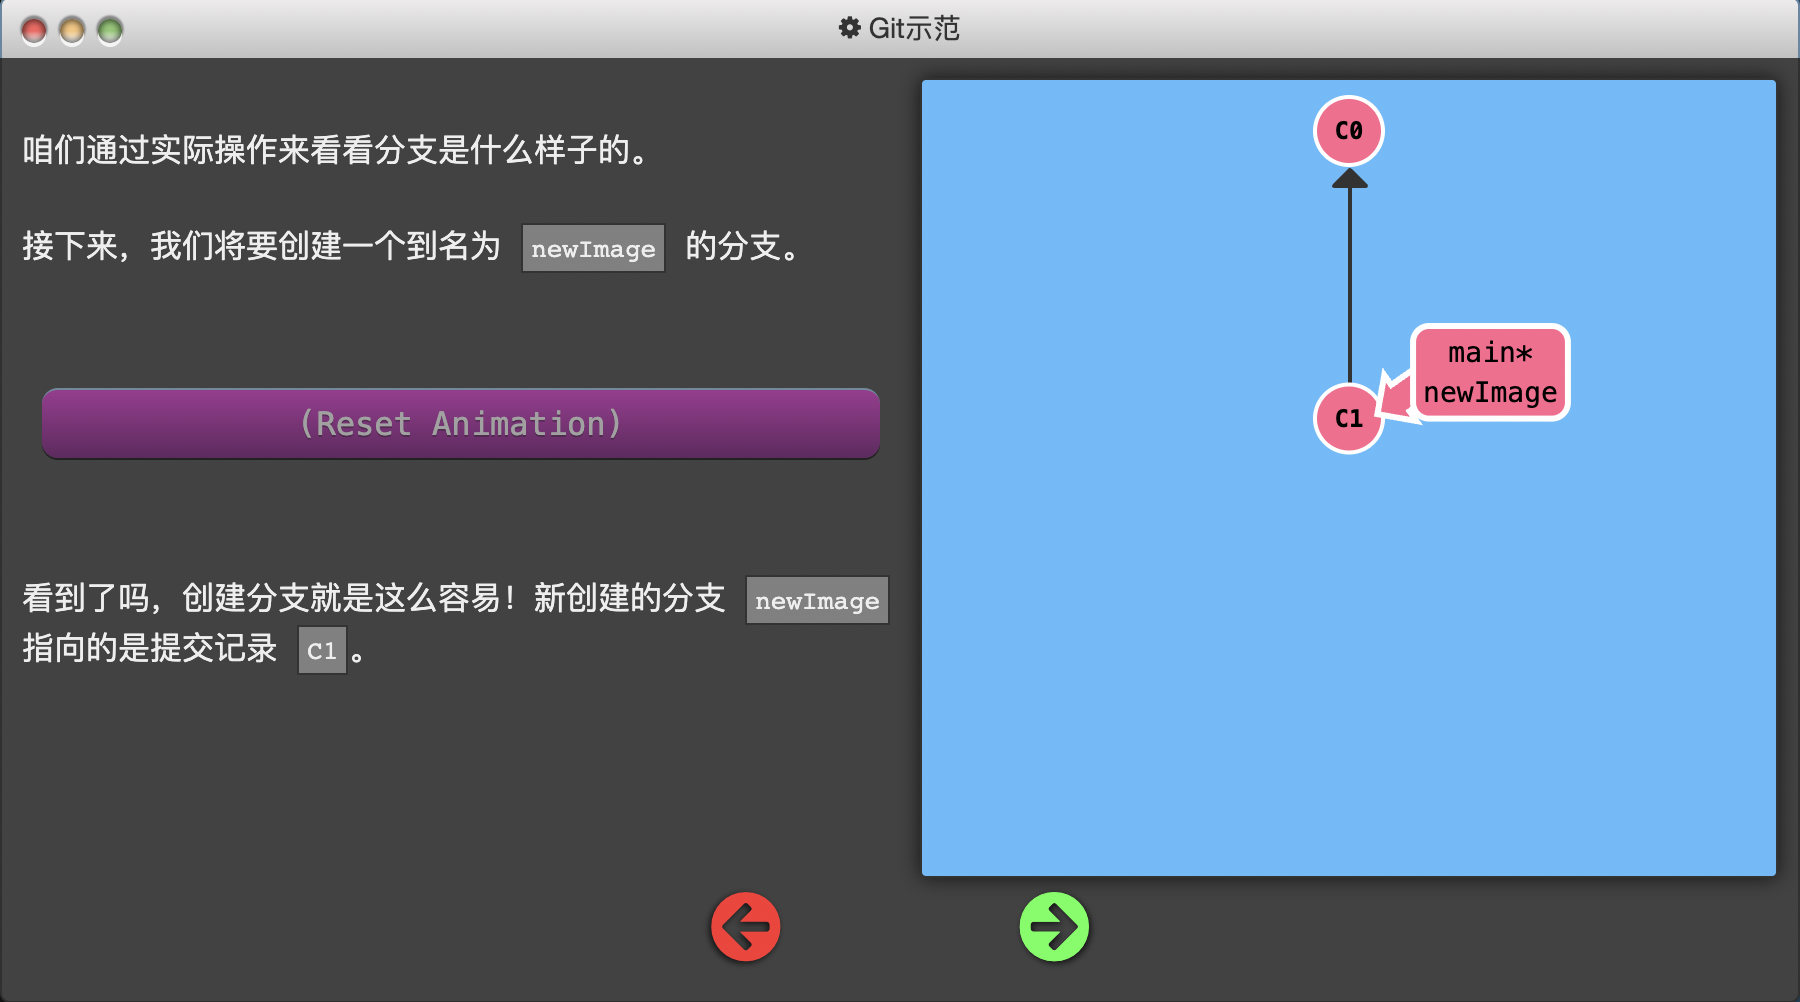 Git示范
咱们通过实际操作来看看分支是什么样子的。
接下来，我们将要创建一个到名为 newImage 的分支。
(Reset Animation)
看到了吗，创建分支就是这么容易！新创建的分支 newImage
指向的是提交记录 C1。
C0
main*
newImage
C1